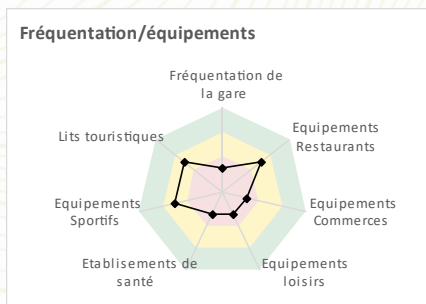 Fréquentation/équipements
Fréquentation de
la gare
Equipements
Restaurants
Equipements
Commerces
Equipements
loisirs
Etablisements de
santé
Equipements
Sportifs
Lits touristiques